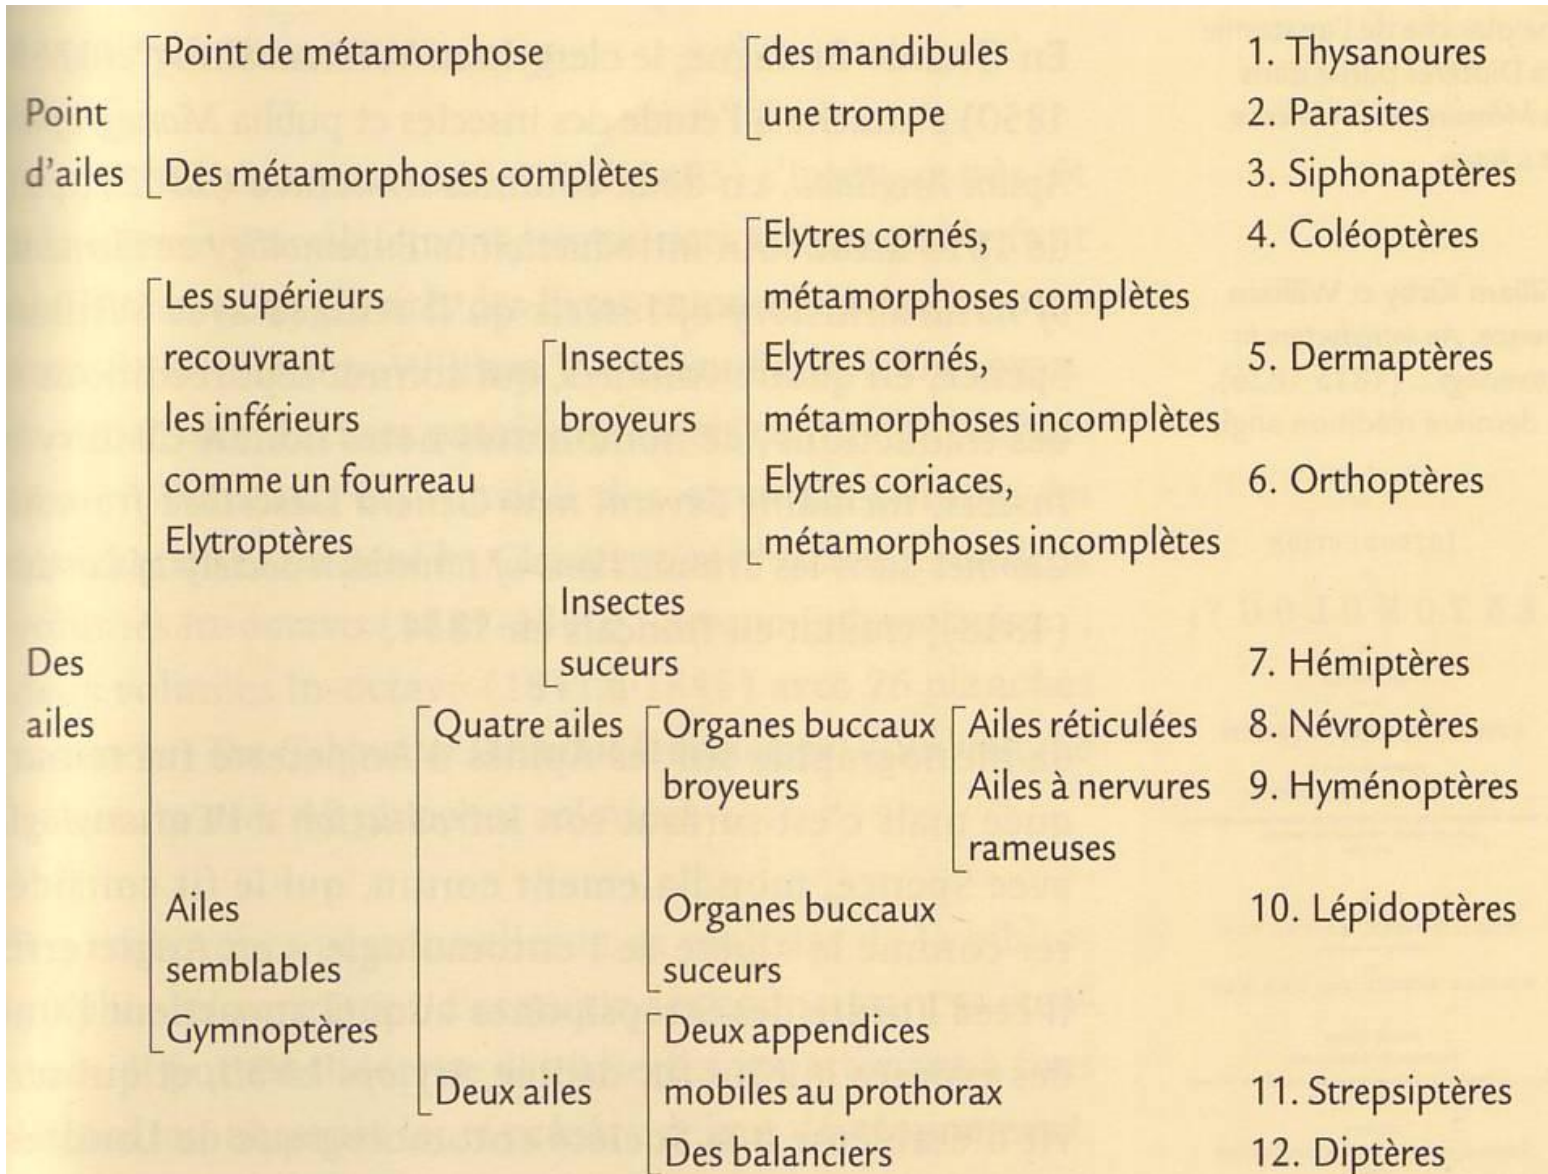 Point de métamorphose des mandibules 1. Thysanoures
Point une trompe 2. Parasites
d'ailes Des métamorphoses complètes 3. Siphonaptères
Elytres cornés, 4. Coléoptères
Les supérieurs métamorphoses complètes
recouvrant Insectes Elytres cornés, 5. Dermaptères
les inférieurs broyeurs métamorphoses incomplètes
comme un fourreau Elytres coriaces, 6. Orthoptères
Elytroptères métamorphoses incomplètes
Insectes
Des suceurs 7. Hémiptères
ailes Quatre ailes Organes buccaux Ailes réticulées 8. Névroptères
broyeurs Ailes à nervures 9. Hyménoptères
rameuses
Ailes Organes buccaux 10. Lépidoptères
semblables suceurs
Gymnoptères Deux appendices
Deux ailes mobiles au prothorax 11. Strepsiptères
Des balanciers 12. Diptères